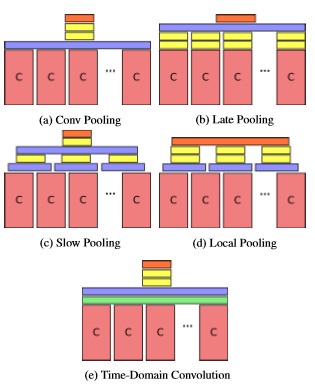 C C C ... C
C C C ... C
(a) Conv Pooling
(b) Late Pooling
C C C ... C
C C C ... C
(c) Slow Pooling
(d) Local Pooling
C C C ... C
(e) Time-Domain Convolution